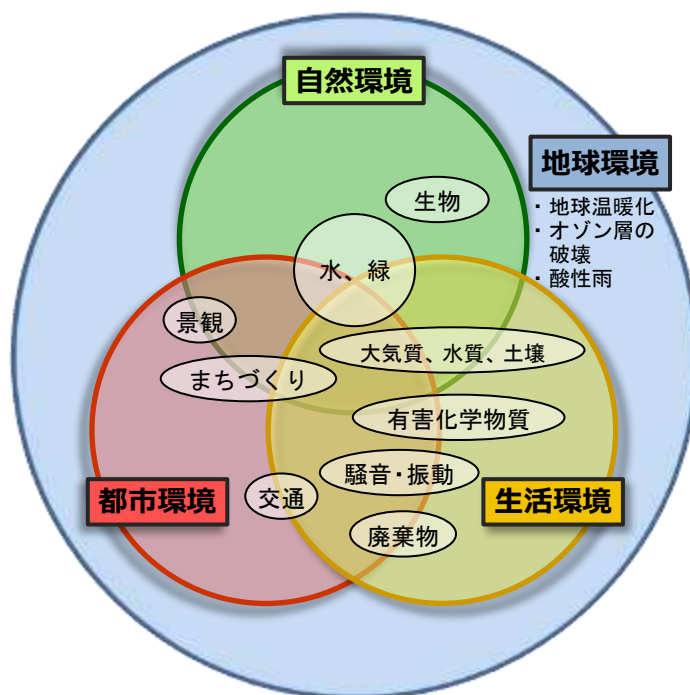 自然環境
地球環境
・地球温暖化
・オゾン層の
破壊
・酸性雨
生物
水、緑
景観
大気質、水質、土壌
まちづくり
有害化学物質
騒音・振動
都市環境
交通
生活環境
廃棄物